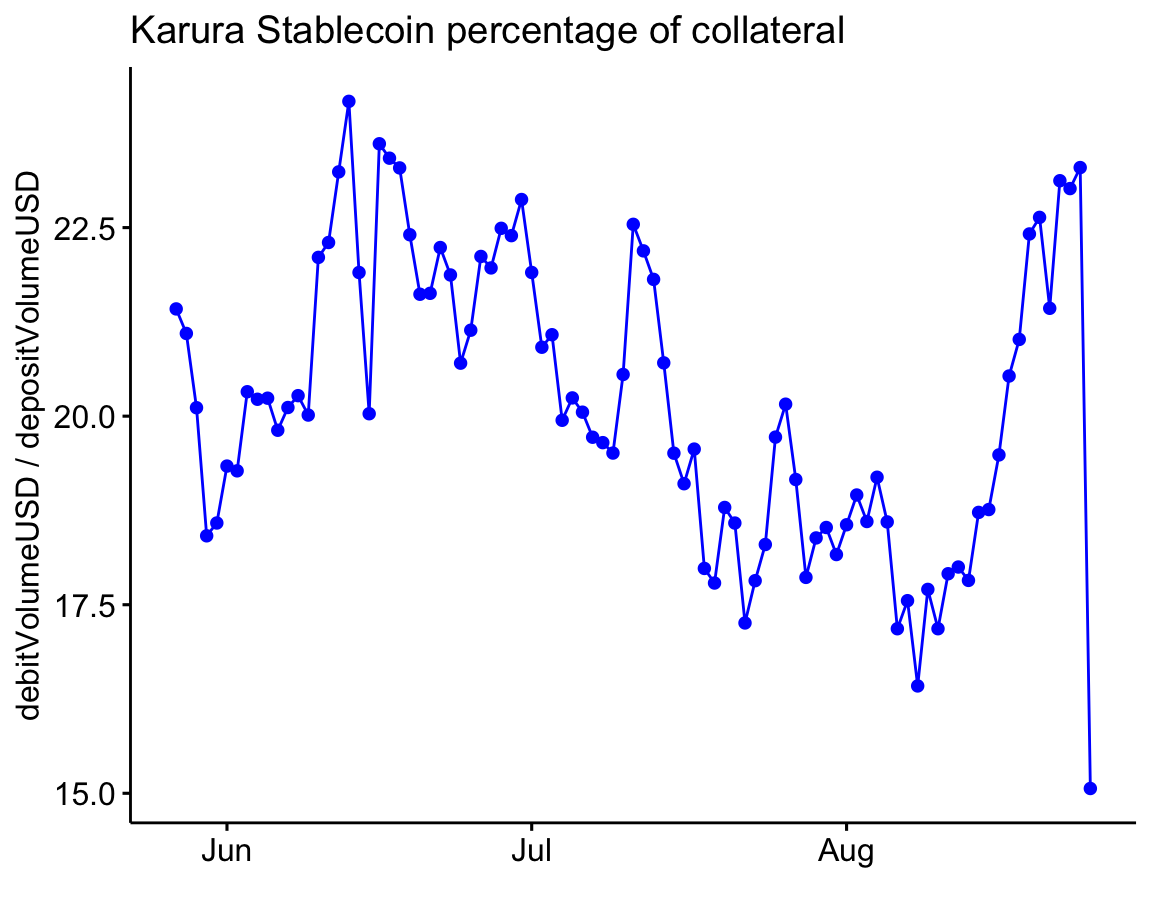 Karura Stablecoin percentage of collateral
debitVolumeUSD / depositVolumeUSD
22.5
20.0
17.5
15.0
Jun Jul Aug